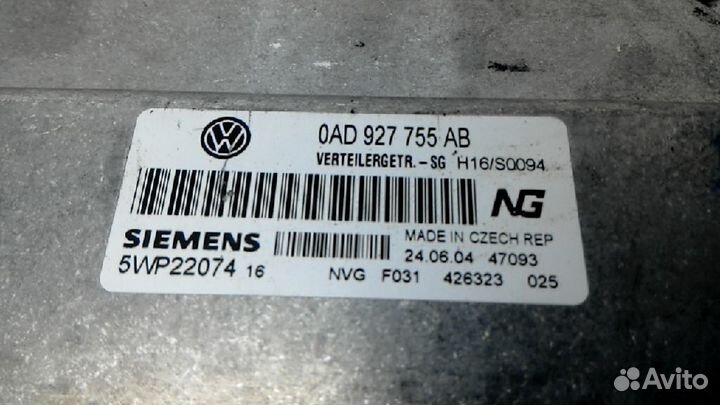 VW
0AD 927 755 AB
VERTEILERGETR.-SG H16/S0094
NG
SIEMENS
MADE IN CZECH REP
5WP22074 16
24.06.04 47093
NVG F031 426323 025
Avito